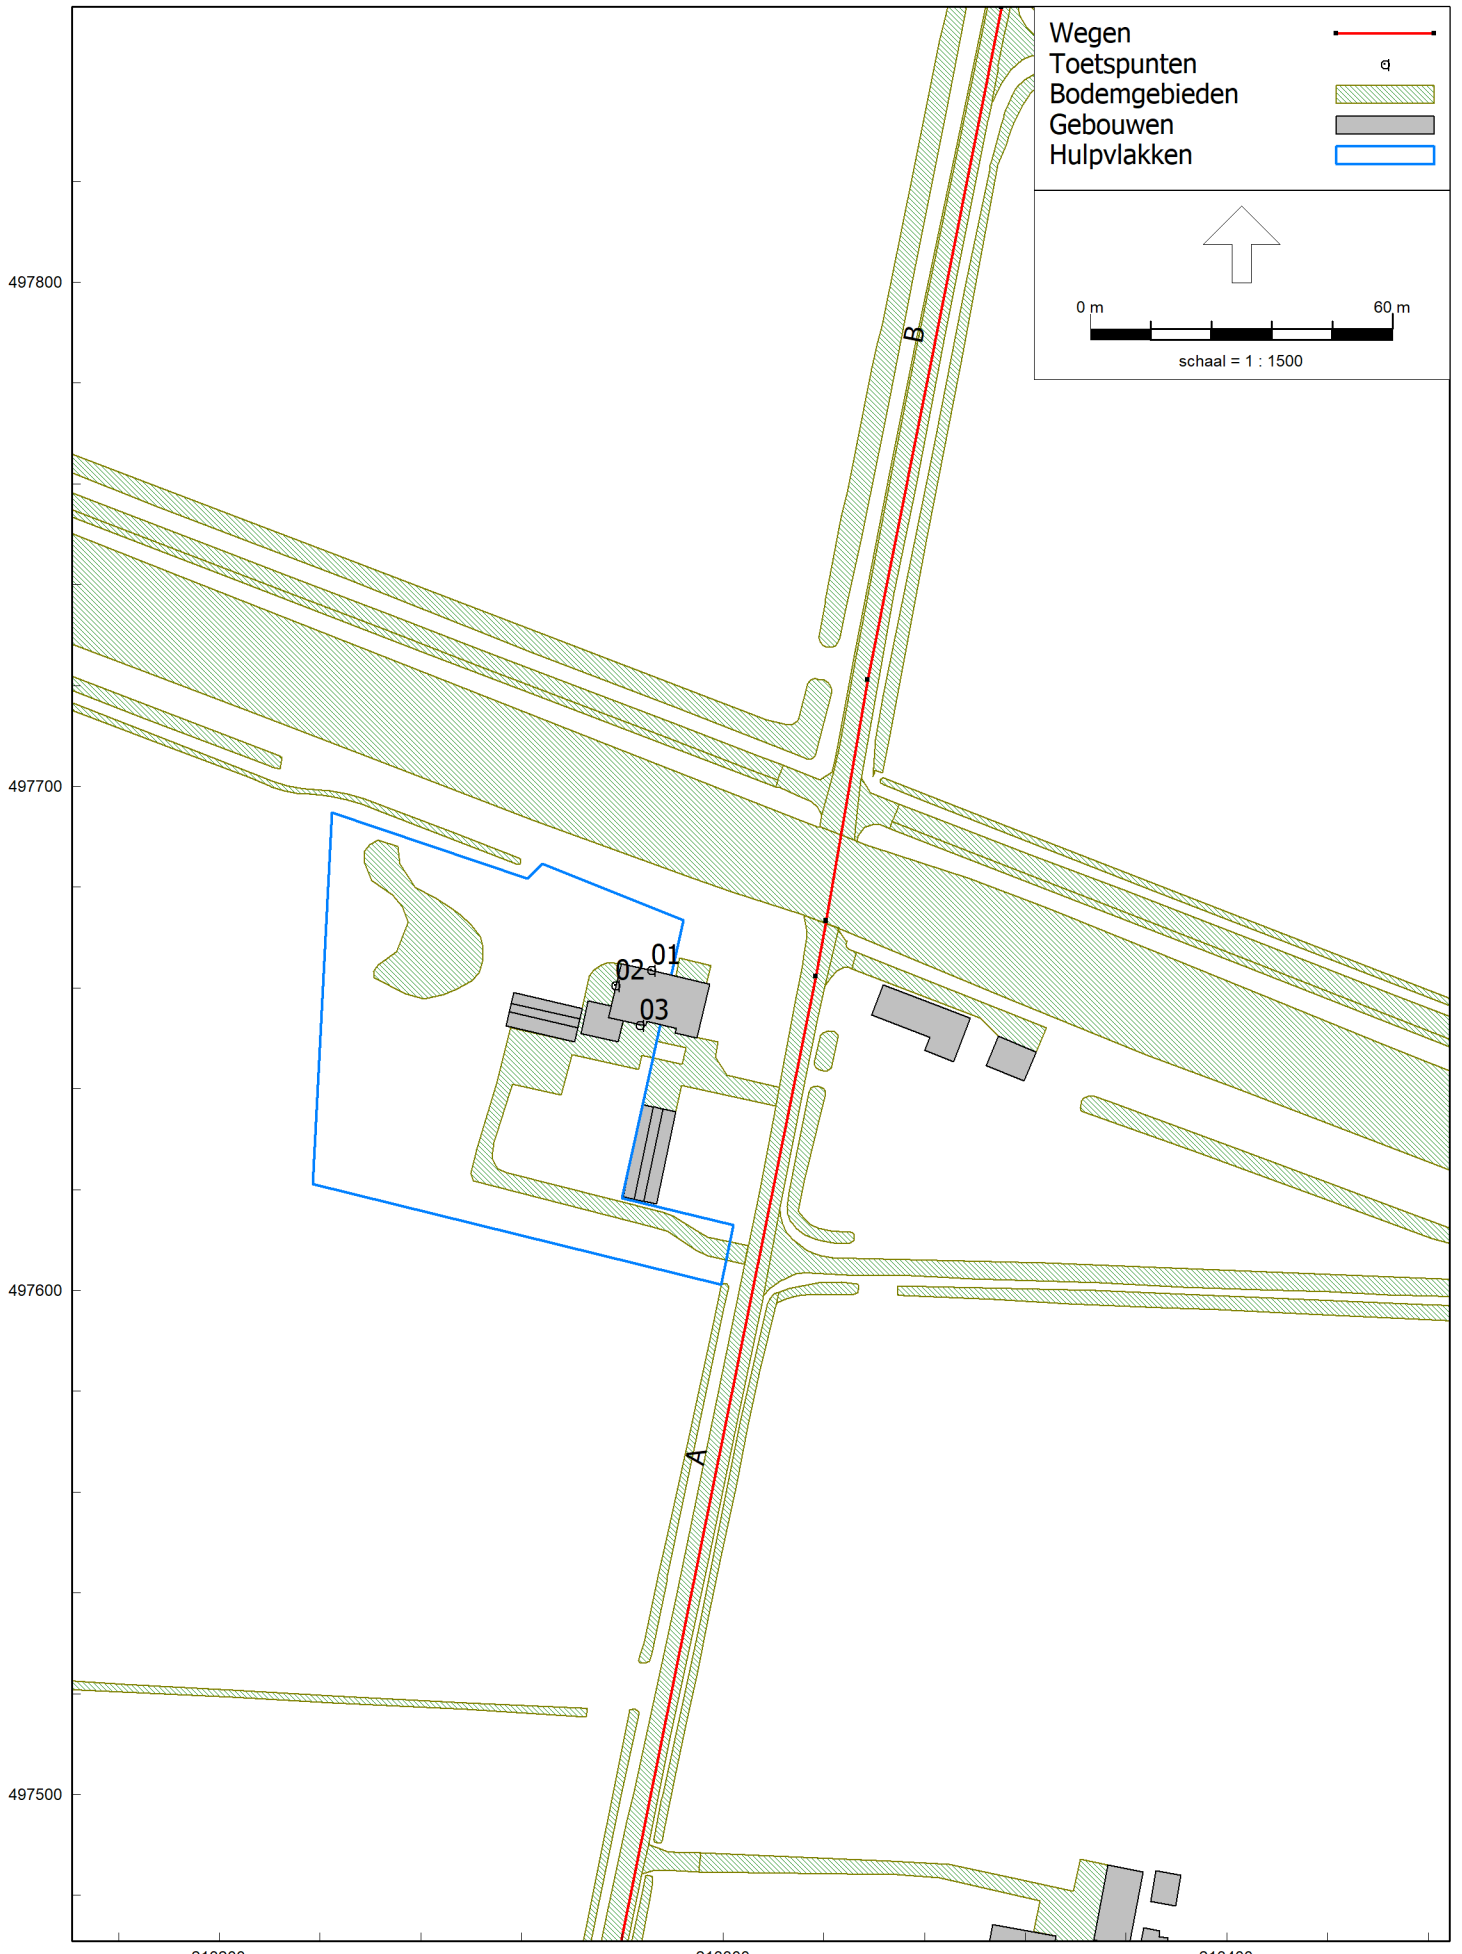 Wegen
Toetspunten
Bodemgebieden
Gebouwen
Hulpvlakken
0 m 60 m
schaal = 1 : 1500
497800
B
497700
01
02
03
497600
A
497500